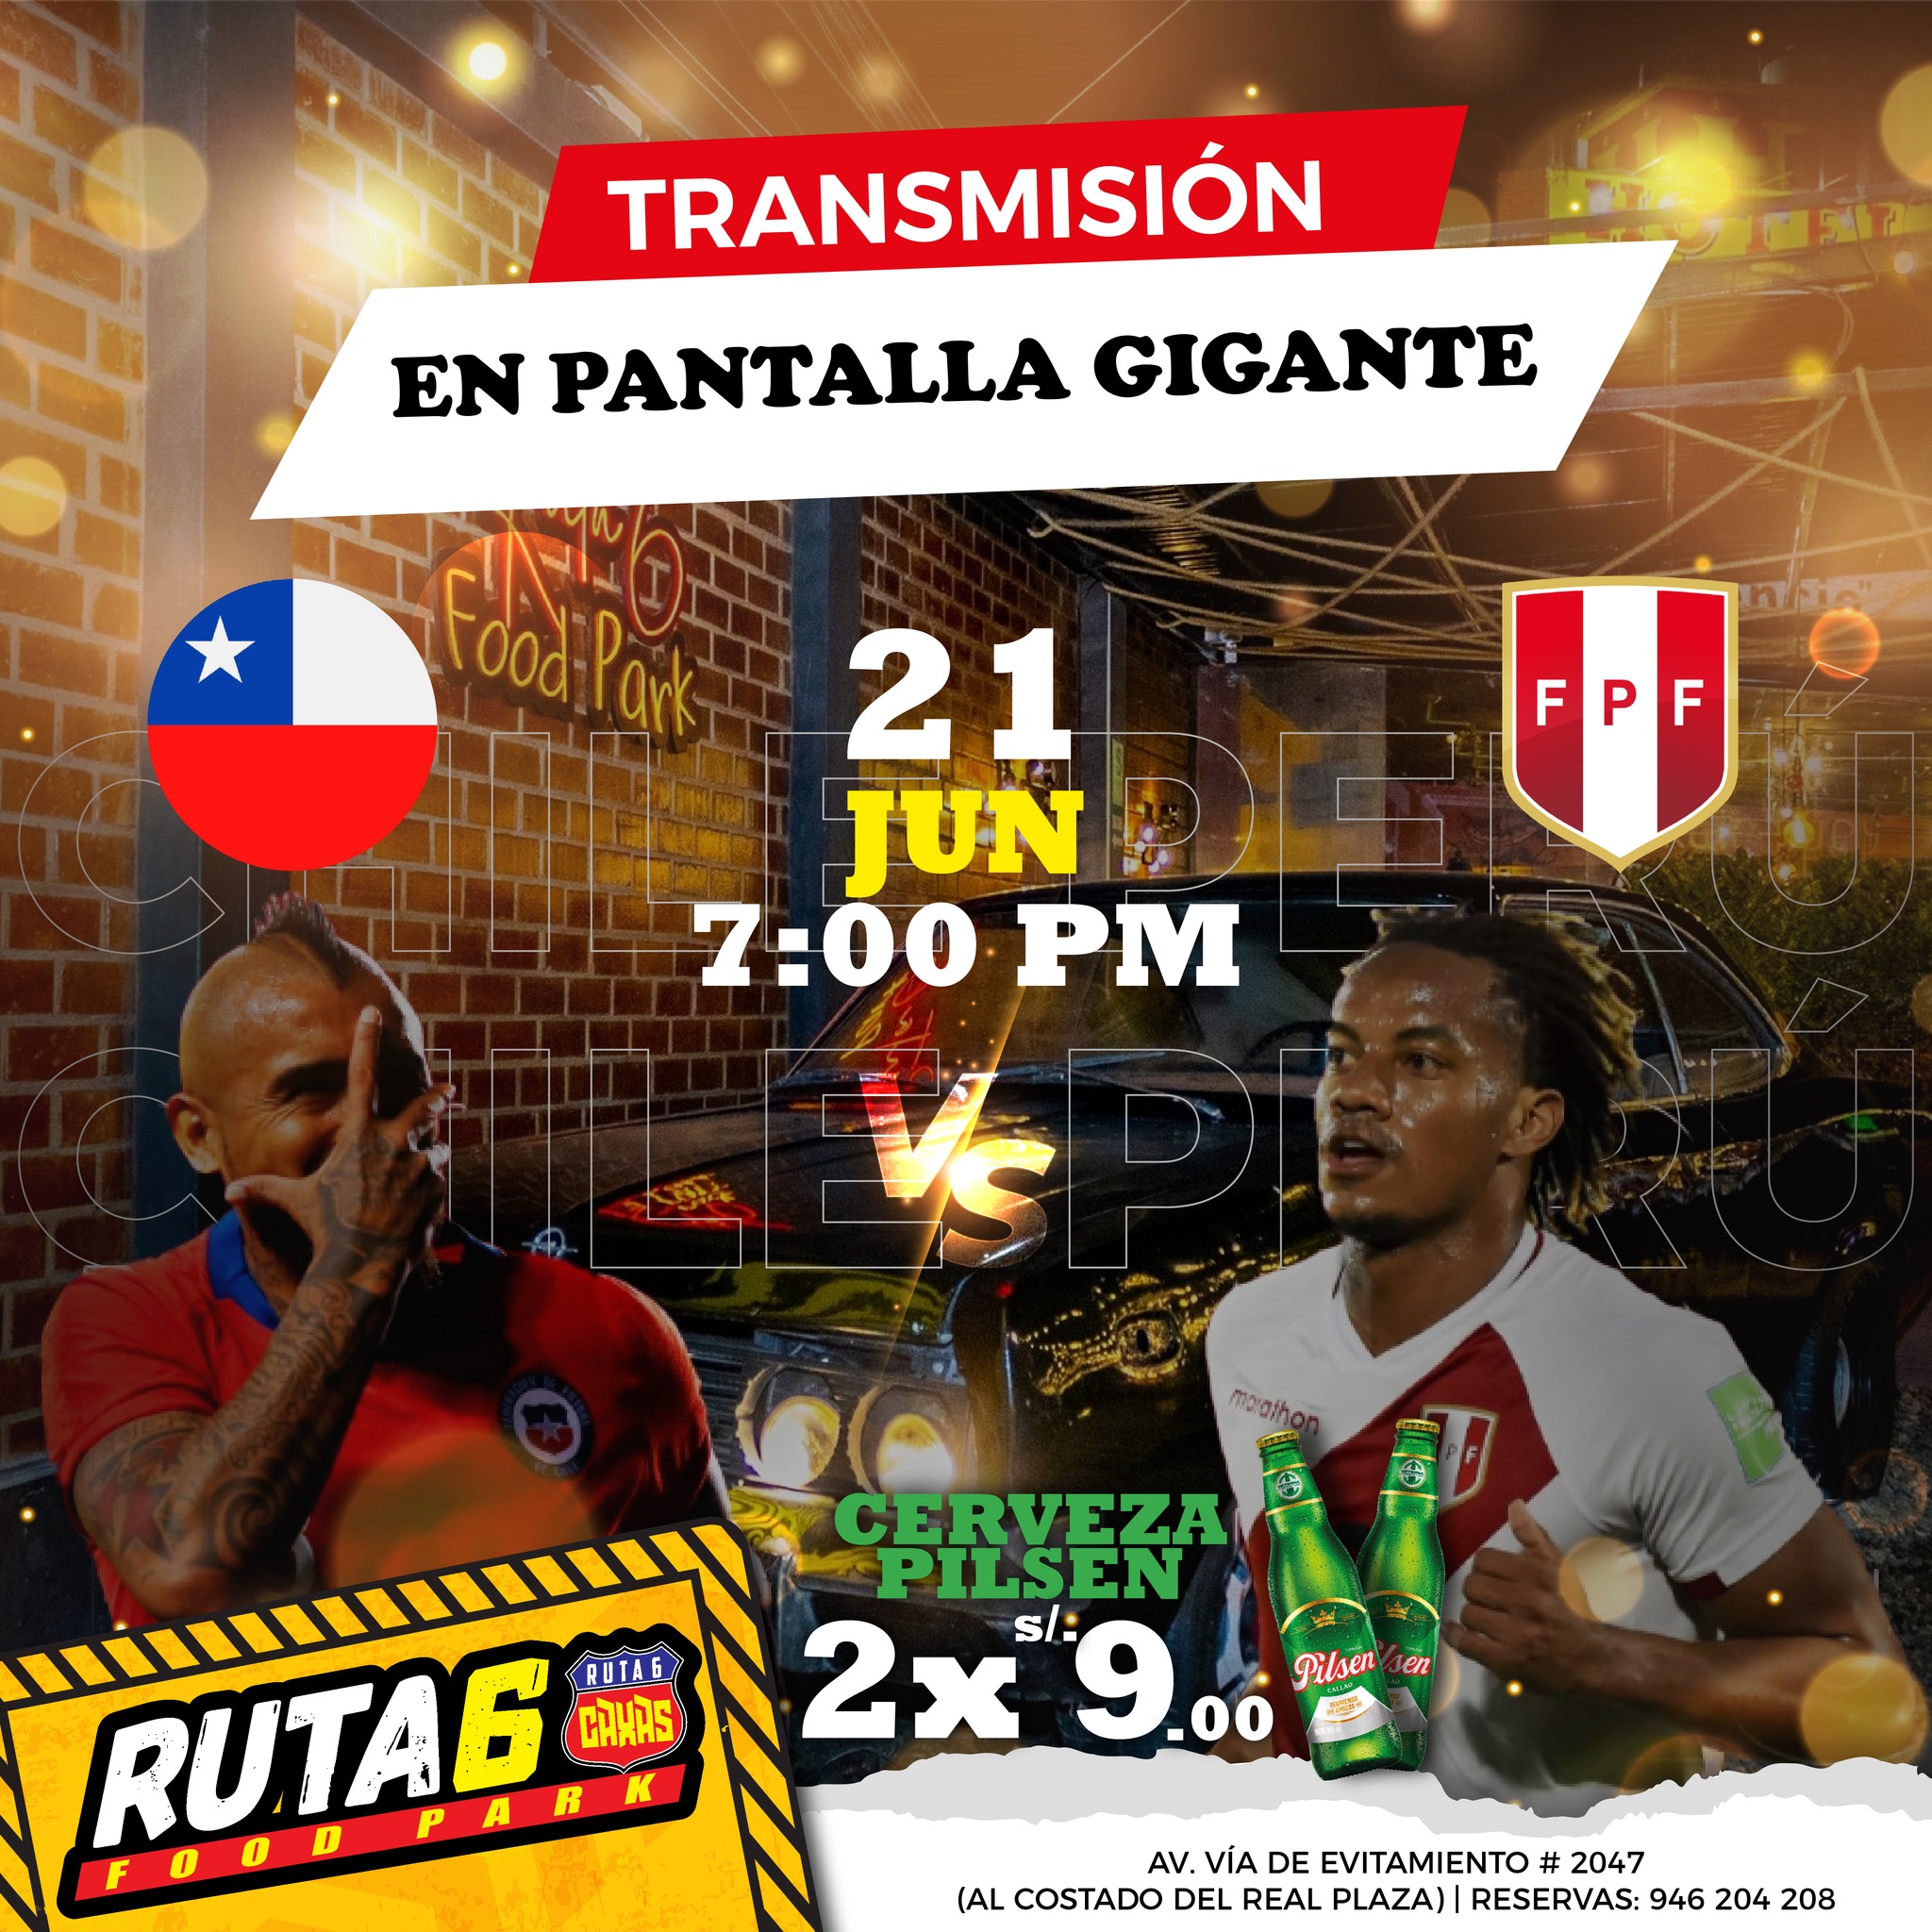 TRANSMISIÓN
EN PANTALLA GIGANTE
Ruta 6
Food Park
21
JUN
7:00 PM
F P F
CHILE PERÚ
VS
CHILE PERÚ
marathon
P F
CERVEZA
PILSEN
s/.
2x 9.00
Pilsen
CALLAO
Pilsen
RUTA6
RUTA 6
CAXAS
FOOD PARK
AV. VÍA DE EVITAMIENTO # 2047
(AL COSTADO DEL REAL PLAZA) | RESERVAS: 946 204 208